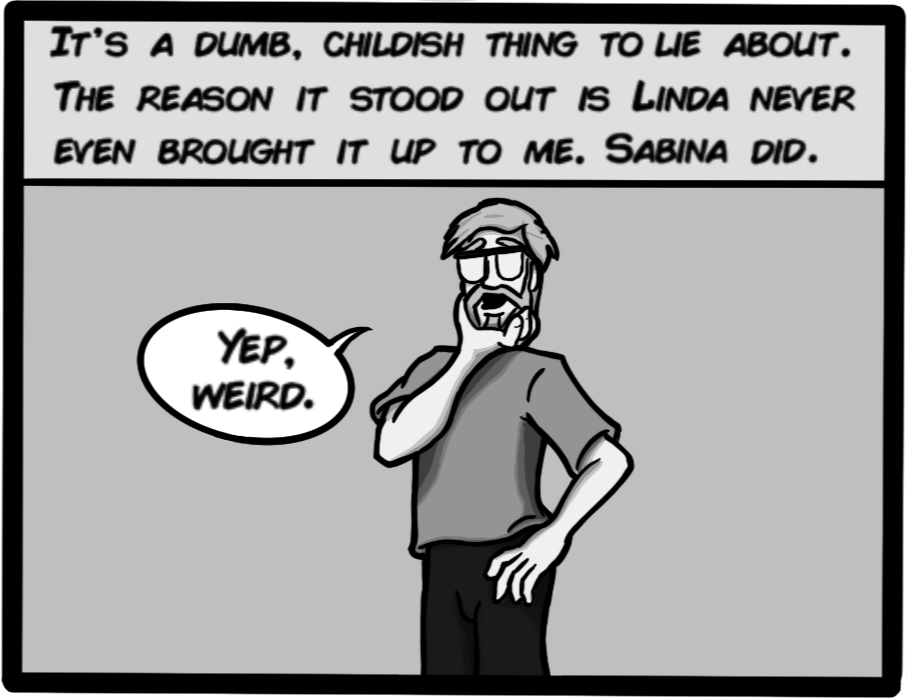 It's a dumb, childish thing to lie about.
The reason it stood out is Linda never
even brought it up to me. Sabina did.
Yep,
weird.